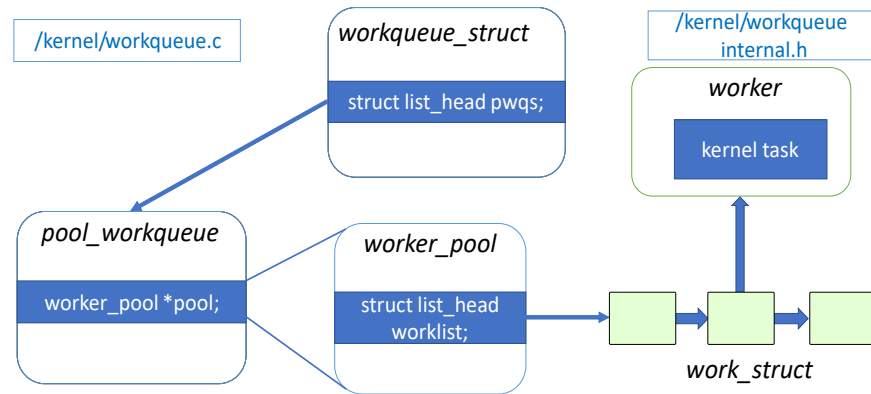 /kernel/workqueue.c
workqueue_struct
struct list_head pwqs;
/kernel/workqueue
internal.h
worker
kernel task
pool_workqueue
worker_pool *pool;
worker_pool
struct list_head
worklist;
work_struct